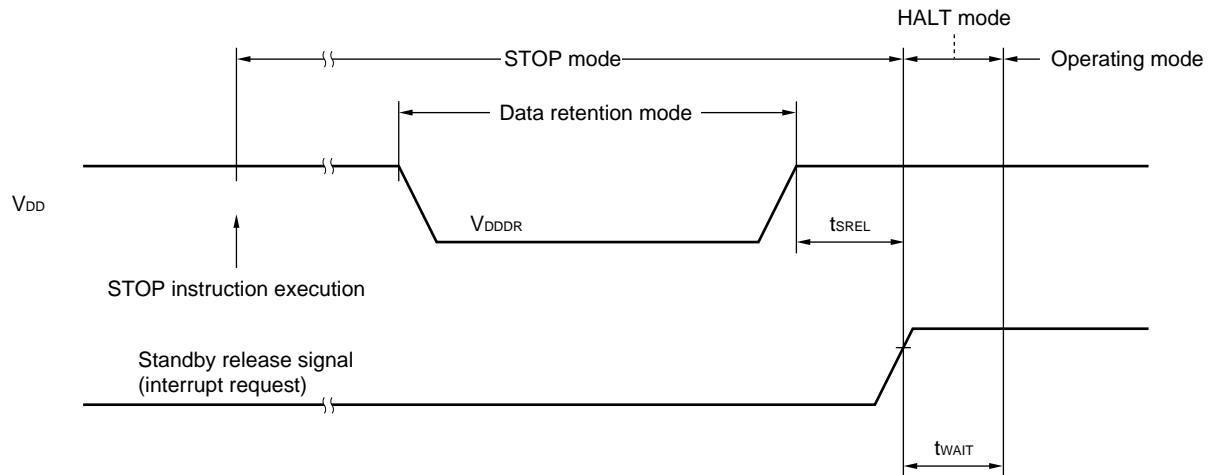 HALT mode
STOP mode
Operating mode
Data retention mode
VDD
VDDDR
tSREL
STOP instruction execution
Standby release signal
(interrupt request)
tWAIT